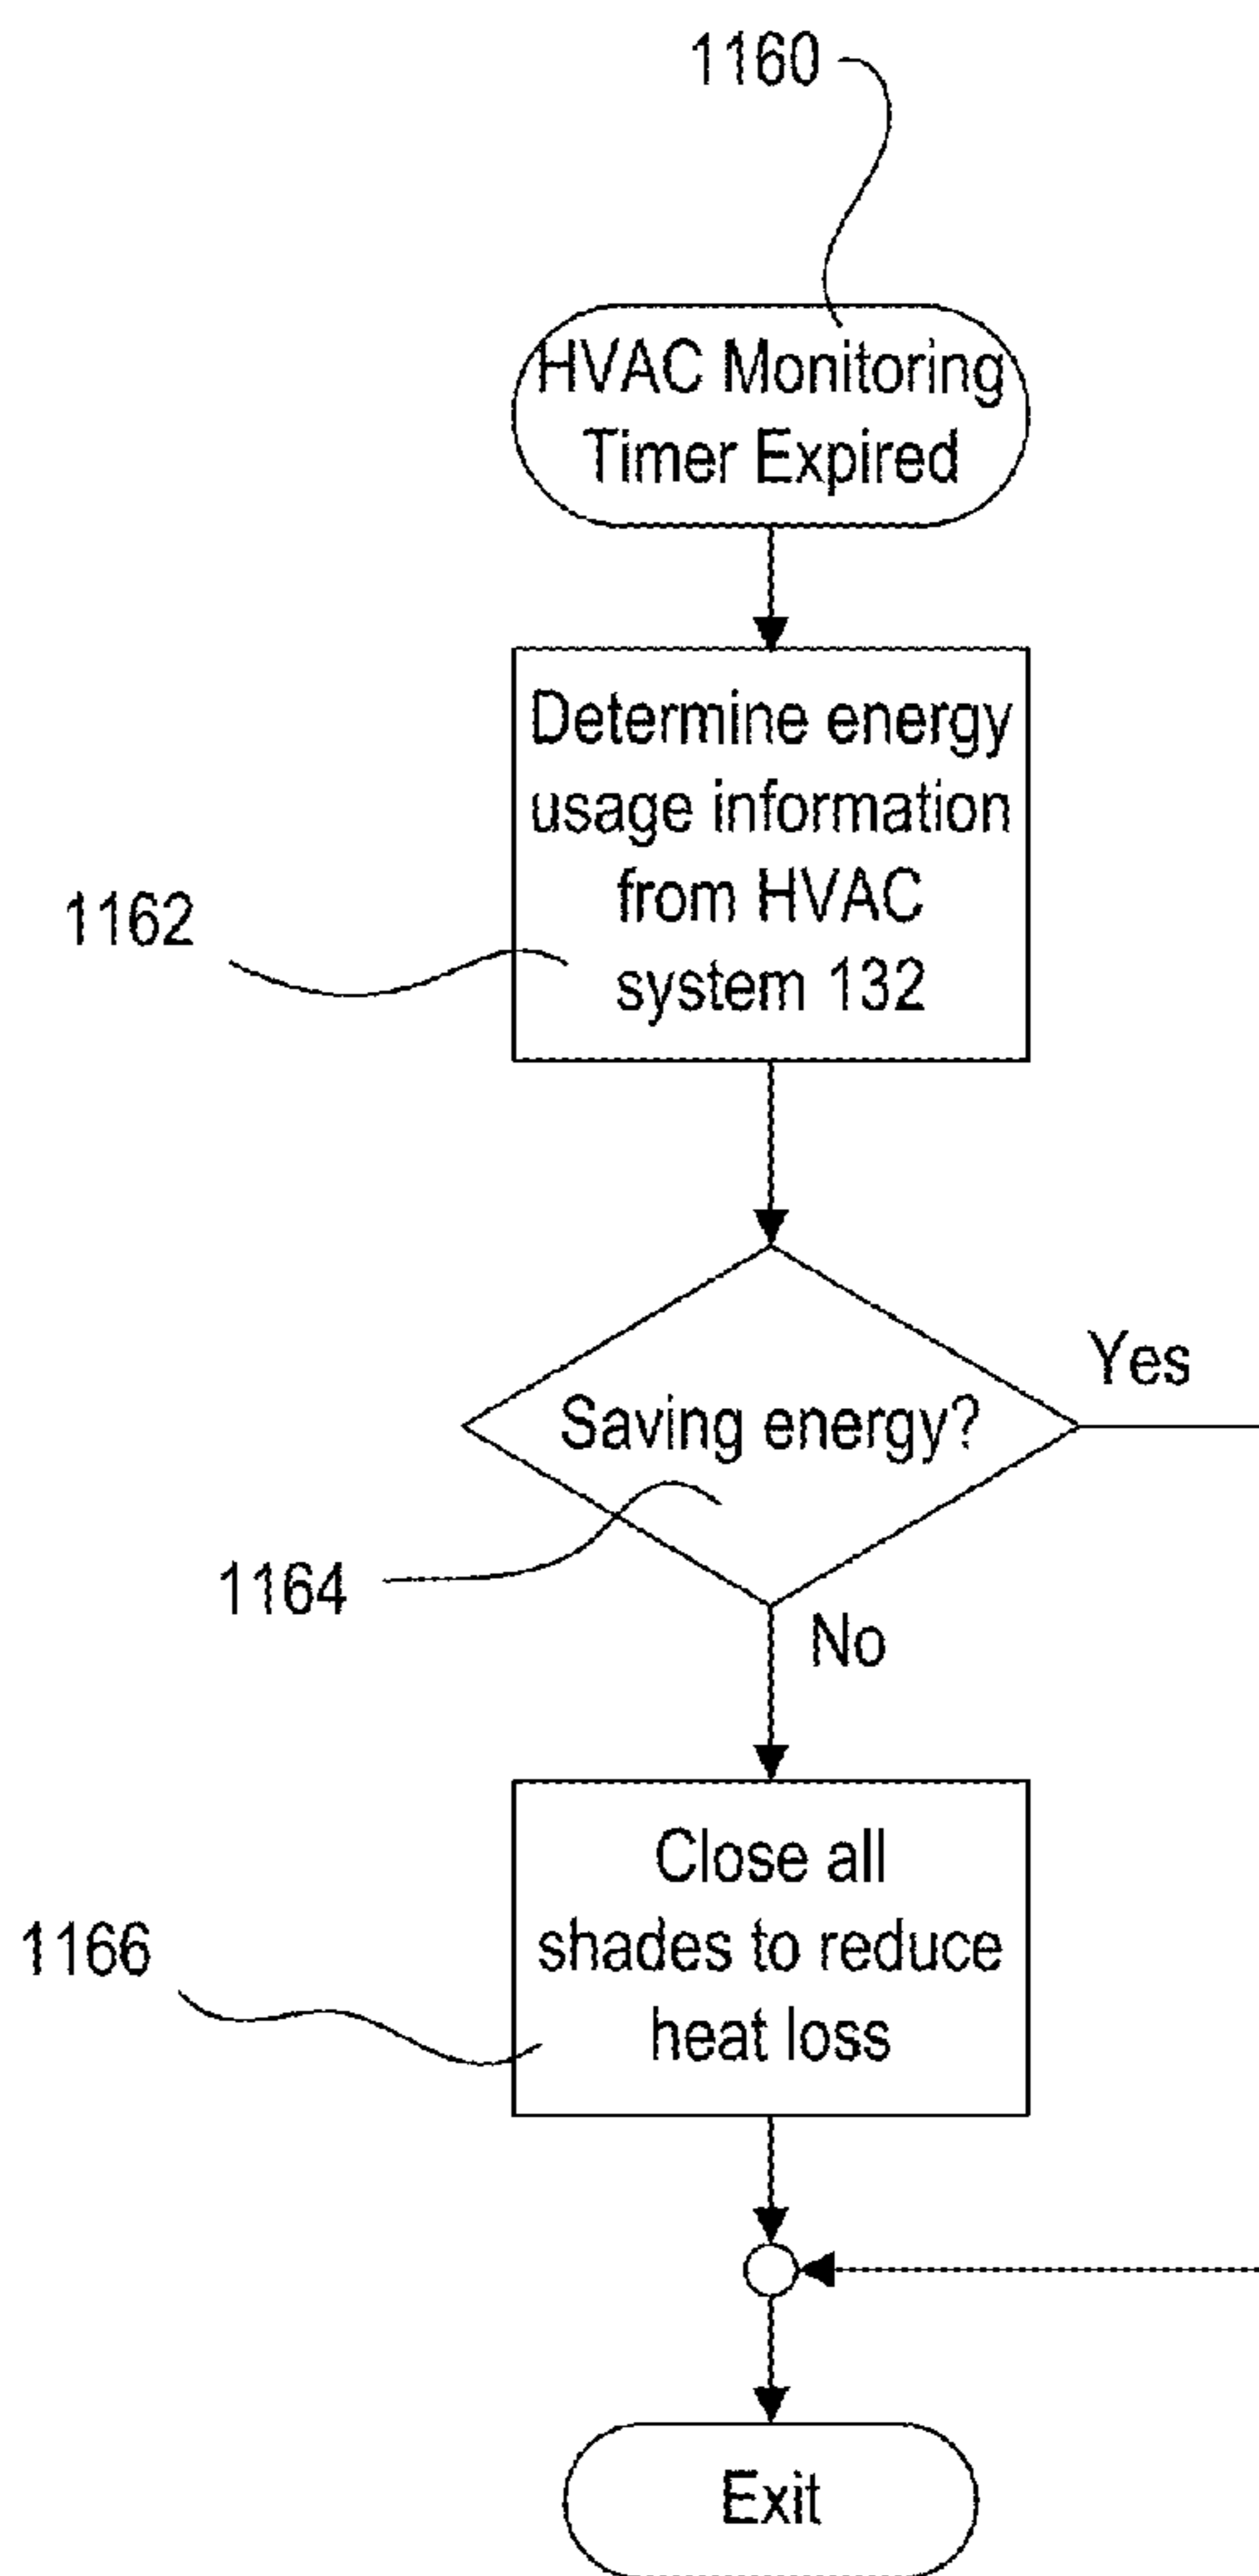 1160
HVAC Monitoring
Timer Expired
Determine energy
usage information
from HVAC
system 132
1162
Saving energy?
Yes
1164
No
Close all
shades to reduce
heat loss
1166
Exit